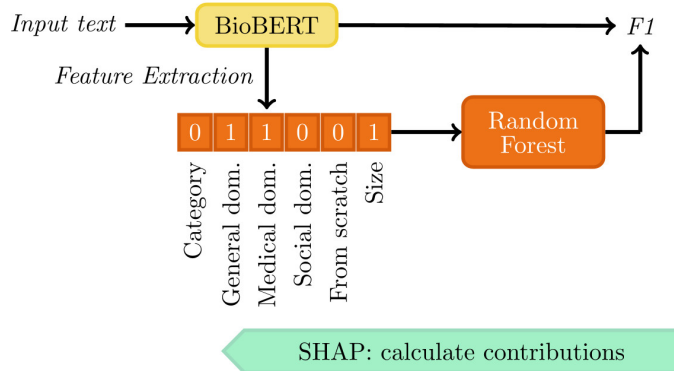 Input text
BioBERT
F1
Feature Extraction
0 1 1 0 0 1
Random
Forest
Category
General dom.
Medical dom.
Social dom.
From scratch
Size
SHAP: calculate contributions